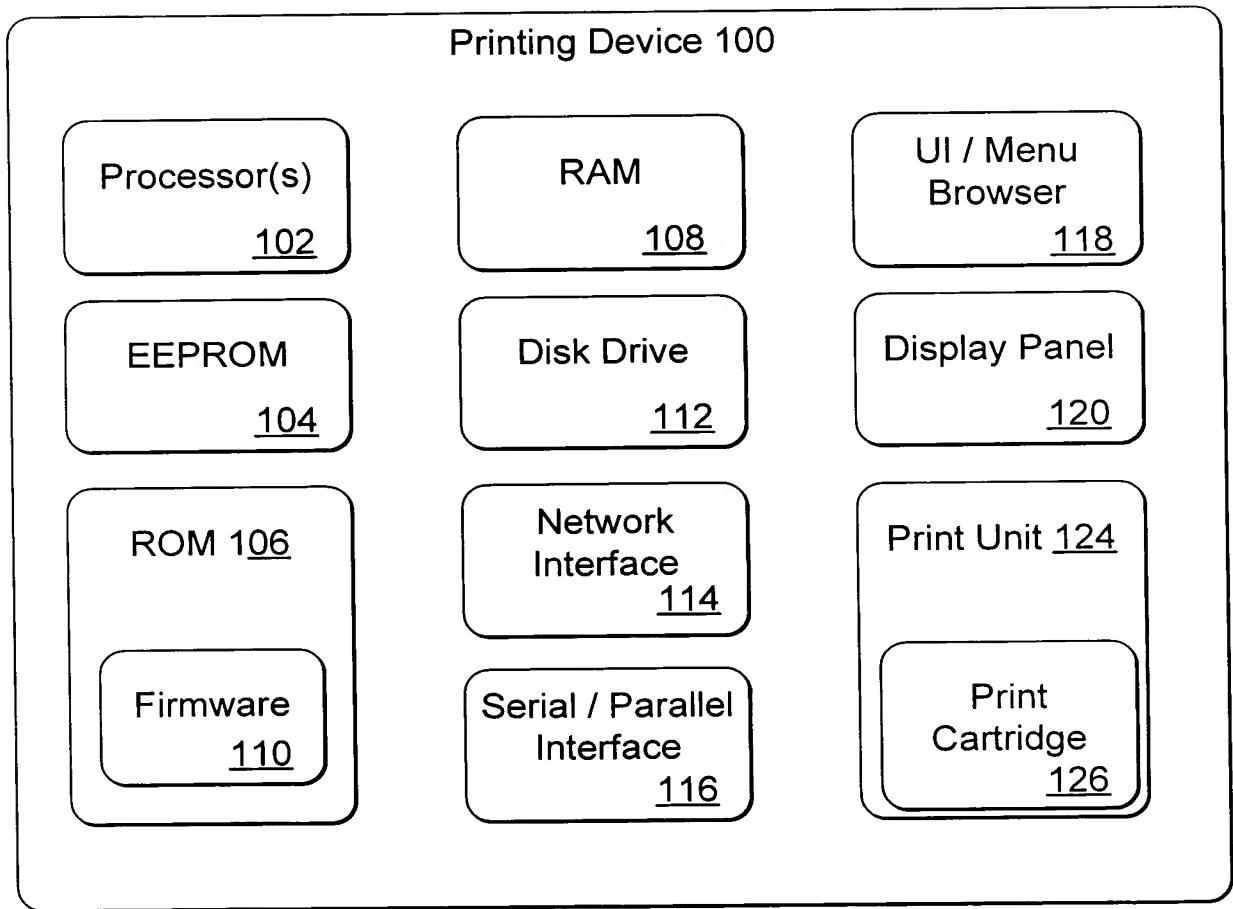 Printing Device 100
Processor(s)
102
RAM
108
UI / Menu
Browser
118
EEPROM
104
Disk Drive
112
Display Panel
120
ROM 106
Firmware
110
Network
Interface
114
Serial / Parallel
Interface
116
Print Unit 124
Print
Cartridge
126